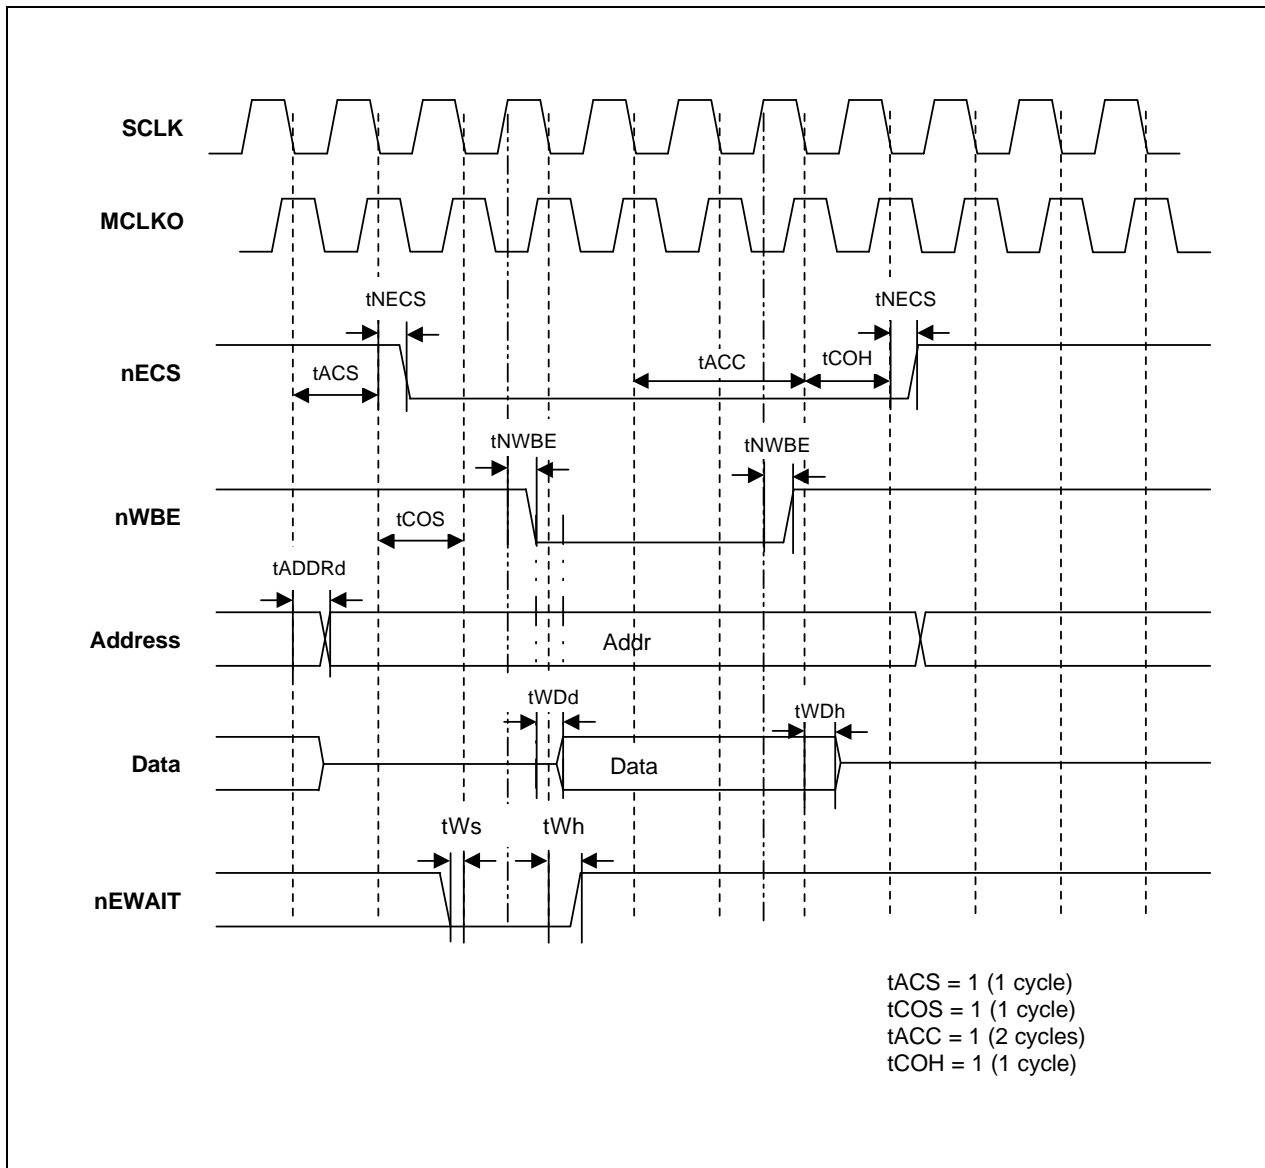 SCLK
MCLKO
tNECS
tNECS
nECS
tACS
tACC
tCOH
tNWBE
tNWBE
nWBE
tCOS
tADDRd
Address
Addr
tWDd
tWDh
Data
Data
tWs
tWh
nEWAIT
tACS = 1 (1 cycle)
tCOS = 1 (1 cycle)
tACC = 1 (2 cycles)
tCOH = 1 (1 cycle)